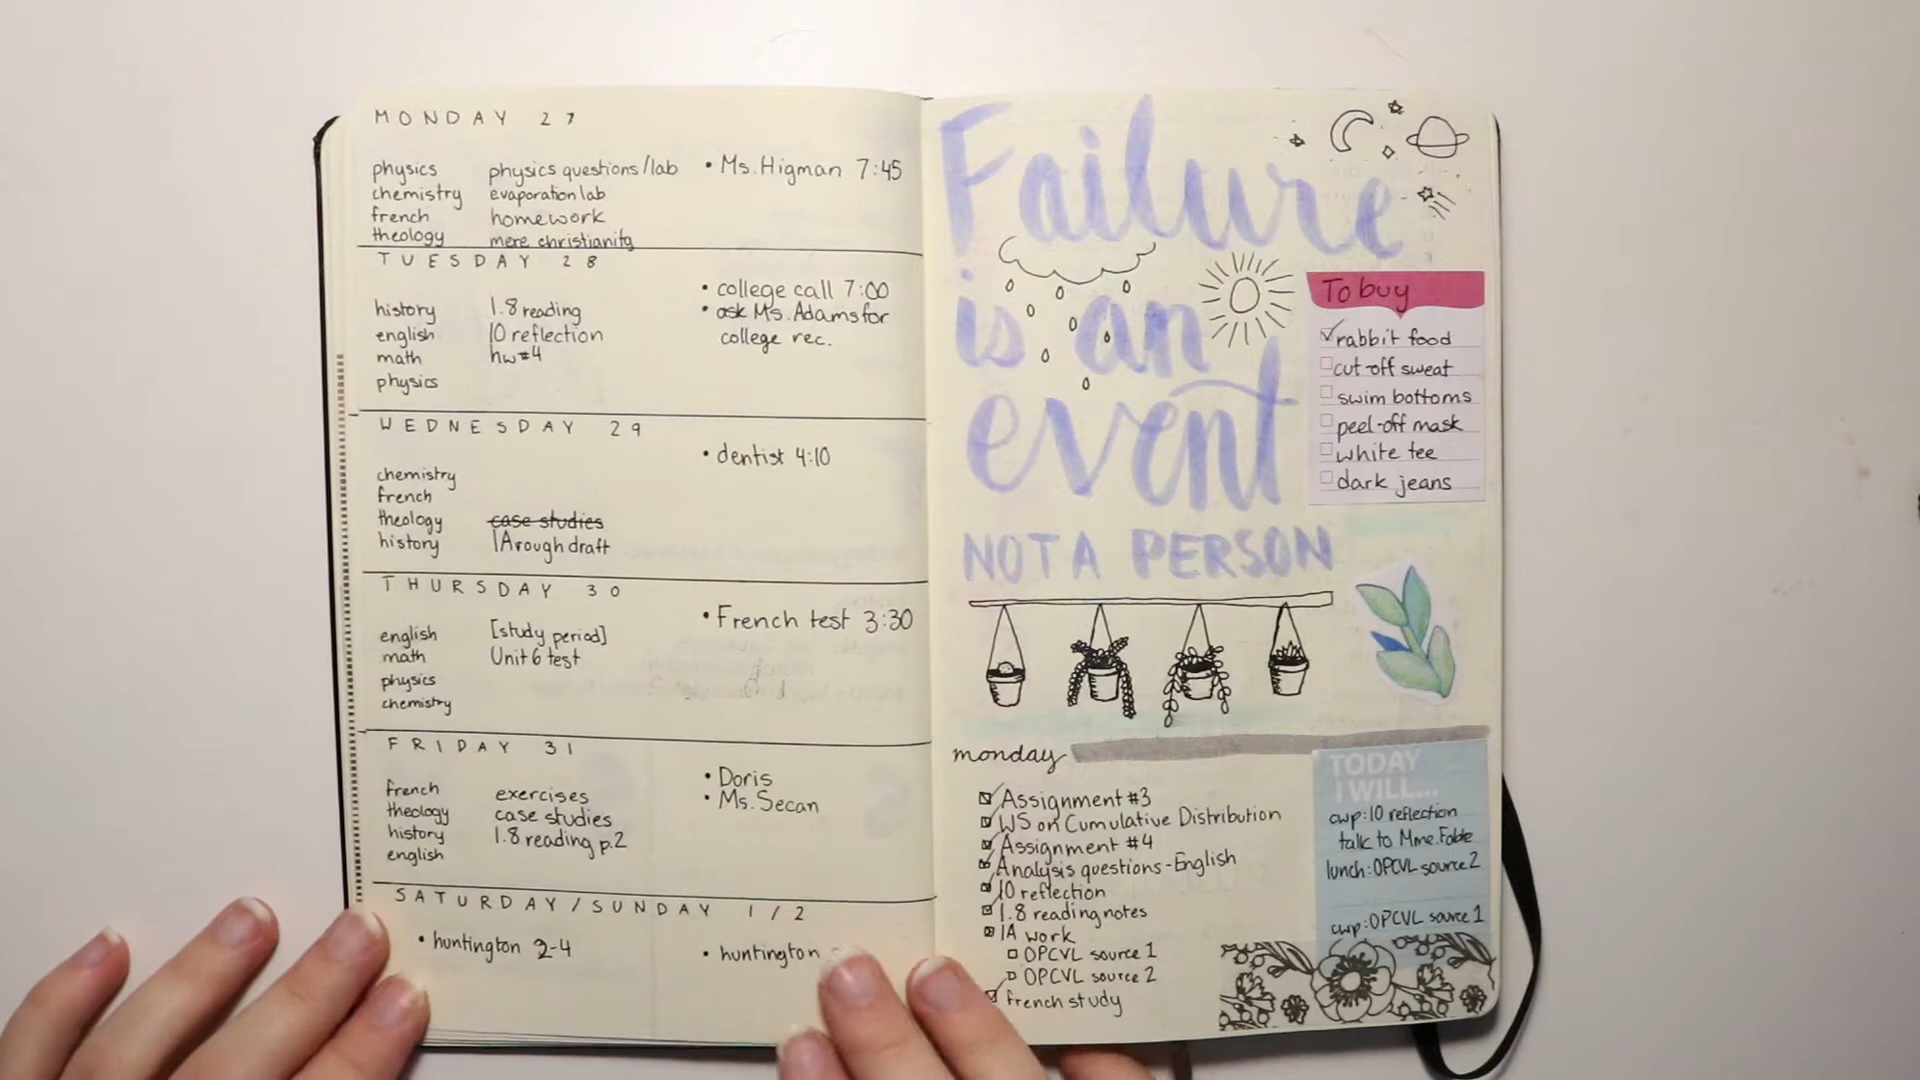 MONDAY 27
physics physics questions/lab • Ms. Higman 7:45
chemistry evaporation lab
french homework
theology mere christianity
TUESDAY 28
• college call 7:00
history 1.8 reading • ask Ms. Adams for
english 10 reflection college rec.
math hw #4
physics
WEDNESDAY 29
• dentist 4:10
chemistry
french
theology case studies
history IA rough draft
THURSDAY 30
• French test 3:30
english [study period]
math Unit 6 test
physics
chemistry
FRIDAY 31
• Doris
french exercises • Ms. Secan
theology case studies
history 1.8 reading p.2
english
SATURDAY/SUNDAY 1/2
• huntington 2-4 • huntington
Failure
is an
event
NOT A PERSON
To buy
rabbit food
cut-off sweat
swim bottoms
peel-off mask
white tee
dark jeans
monday
Assignment #3
WS on Cumulative Distribution
Assignment #4
Analysis questions - English
10 reflection
1.8 reading notes
IA work
OPCVL source 1
OPCVL source 2
french study
TODAY
I WILL...
cwp: 10 reflection
talk to Mme.
lunch: OPCVL source 2
cwp: OPCVL source 1